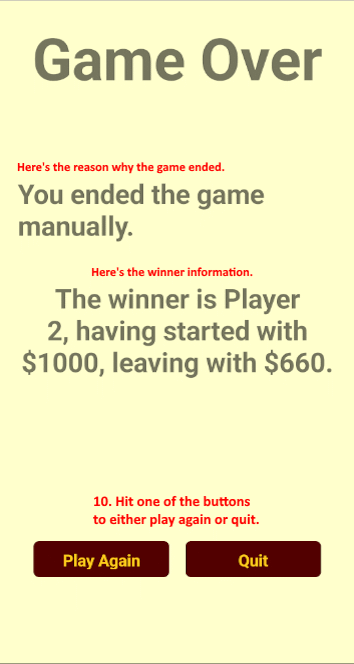 Game Over
Here's the reason why the game ended.
You ended the game
manually.
Here's the winner information.
The winner is Player
2, having started with
$1000, leaving with $660.
10. Hit one of the buttons
to either play again or quit.
Play Again
Quit